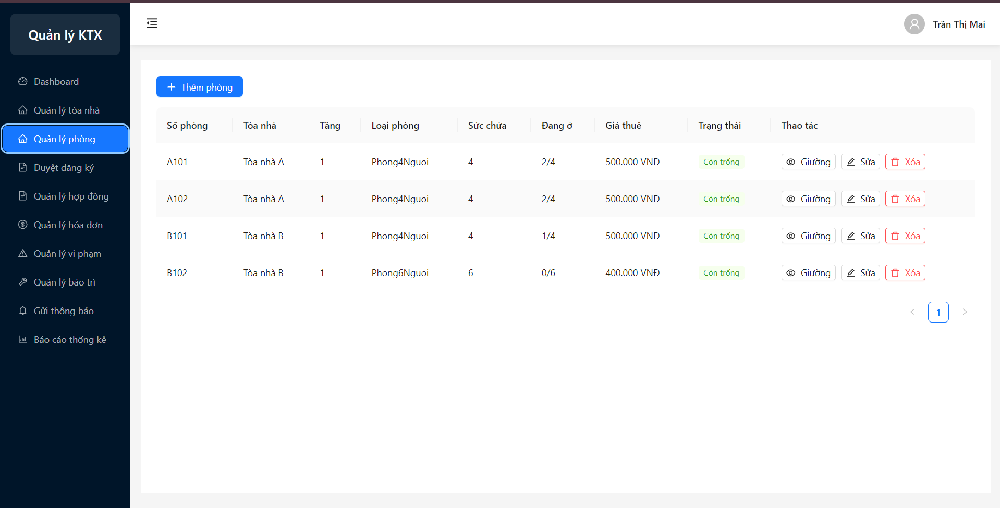 Quản lý KTX
Dashboard
Quản lý tòa nhà
Quản lý phòng
Duyệt đăng ký
Quản lý hợp đồng
Quản lý hóa đơn
Quản lý vi phạm
Quản lý bảo trì
Gửi thông báo
Báo cáo thống kê
Trần Thị Mai
Thêm phòng
Số phòng Tòa nhà Tầng Loại phòng Sức chứa Đang ở Giá thuê Trạng thái Thao tác
A101 Tòa nhà A 1 Phong4Nguoi 4 2/4 500.000 VNĐ Còn trống Giường Sửa Xóa
A102 Tòa nhà A 1 Phong4Nguoi 4 2/4 500.000 VNĐ Còn trống Giường Sửa Xóa
B101 Tòa nhà B 1 Phong4Nguoi 4 1/4 500.000 VNĐ Còn trống Giường Sửa Xóa
B102 Tòa nhà B 1 Phong6Nguoi 6 0/6 400.000 VNĐ Còn trống Giường Sửa Xóa
< 1 >